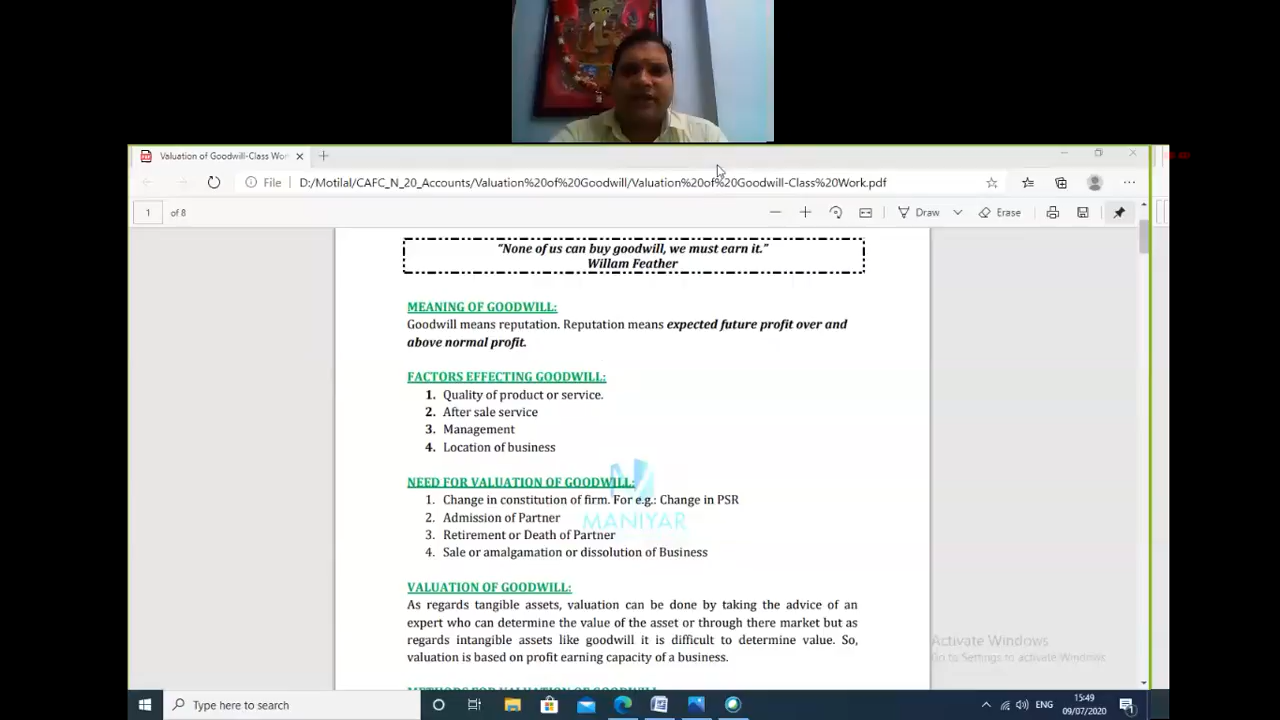 Valuation of Goodwill-Class Wor
File D:/Motilal/CAFC_N_20_Accounts/Valuation%20of%20Goodwill/Valuation%20of%20Goodwill-Class%20Work.pdf
1 of 8 Draw Erase
“None of us can buy goodwill, we must earn it.”
Willam Feather
MEANING OF GOODWILL:
Goodwill means reputation. Reputation means expected future profit over and
above normal profit.
FACTORS EFFECTING GOODWILL:
1. Quality of product or service.
2. After sale service
3. Management
4. Location of business
NEED FOR VALUATION OF GOODWILL:
1. Change in constitution of firm. For e.g.: Change in PSR
2. Admission of Partner
MANIYAR
3. Retirement or Death of Partner
4. Sale or amalgamation or dissolution of Business
VALUATION OF GOODWILL:
As regards tangible assets, valuation can be done by taking the advice of an
expert who can determine the value of the asset or through there market but as
regards intangible assets like goodwill it is difficult to determine value. So,
valuation is based on profit earning capacity of a business.
Activate Windows
Go to Settings to activate Windows.
METHODS FOR VALUATION OF GOODWILL
Type here to search
ENG
15:49
09/07/2020